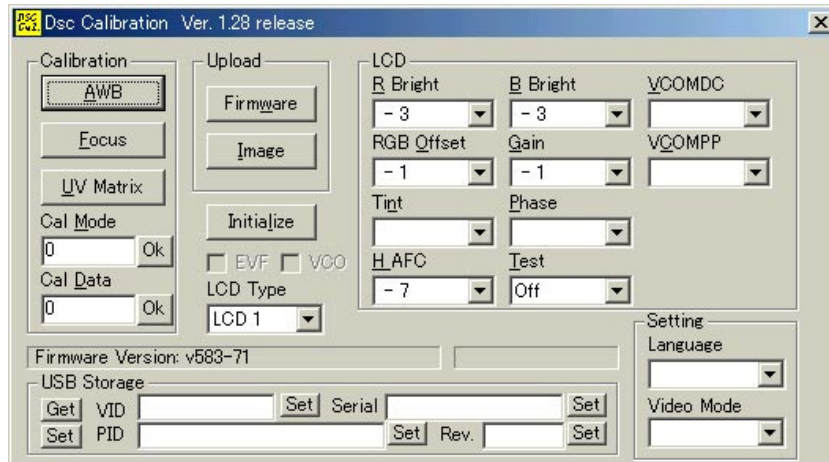 DSC CAL Dsc Calibration Ver. 1.28 release
Calibration
AWB
Focus
UV Matrix
Cal Mode
0 Ok
Cal Data
0 Ok
Upload
Firmware
Image
Initialize
EVF VCO
LCD Type
LCD 1
LCD
R Bright B Bright VCOMDC
- 3 - 3
RGB Offset Gain VCOMPP
- 1 - 1
Tint Phase
H_AFC Test
- 7 Off
Firmware Version: v583-71
USB Storage
Get VID Set Serial Set
Set PID Set Rev. Set
Setting
Language
Video Mode